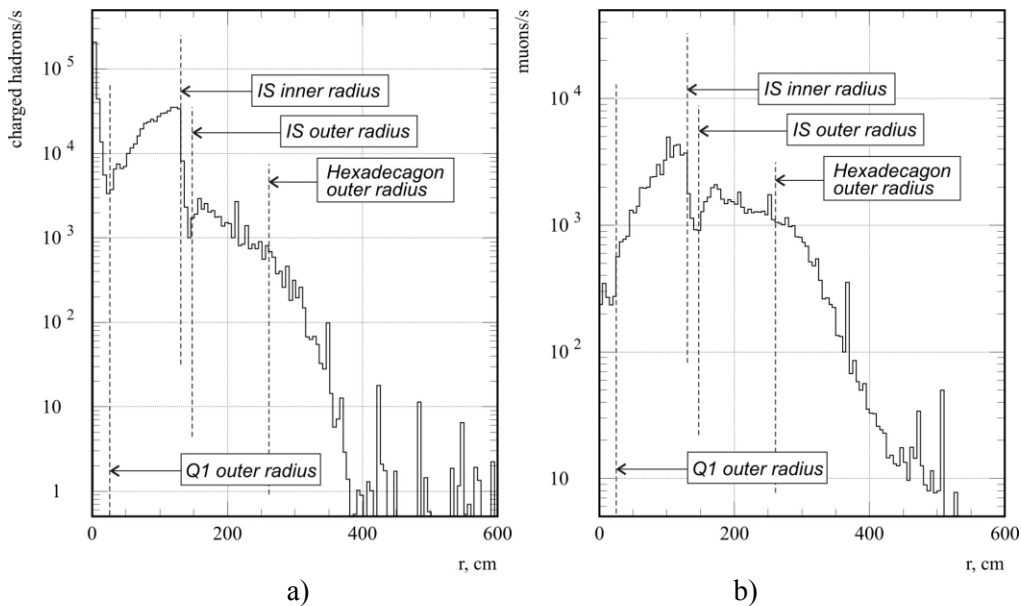 charged hadrons/s
10^5
10^4
10^3
10^2
10
1
IS inner radius
IS outer radius
Hexadecagon
outer radius
Q1 outer radius
0
200
400
600
r, cm
a)
muons/s
10^4
10^3
10^2
10
IS inner radius
IS outer radius
Hexadecagon
outer radius
Q1 outer radius
0
200
400
600
r, cm
b)